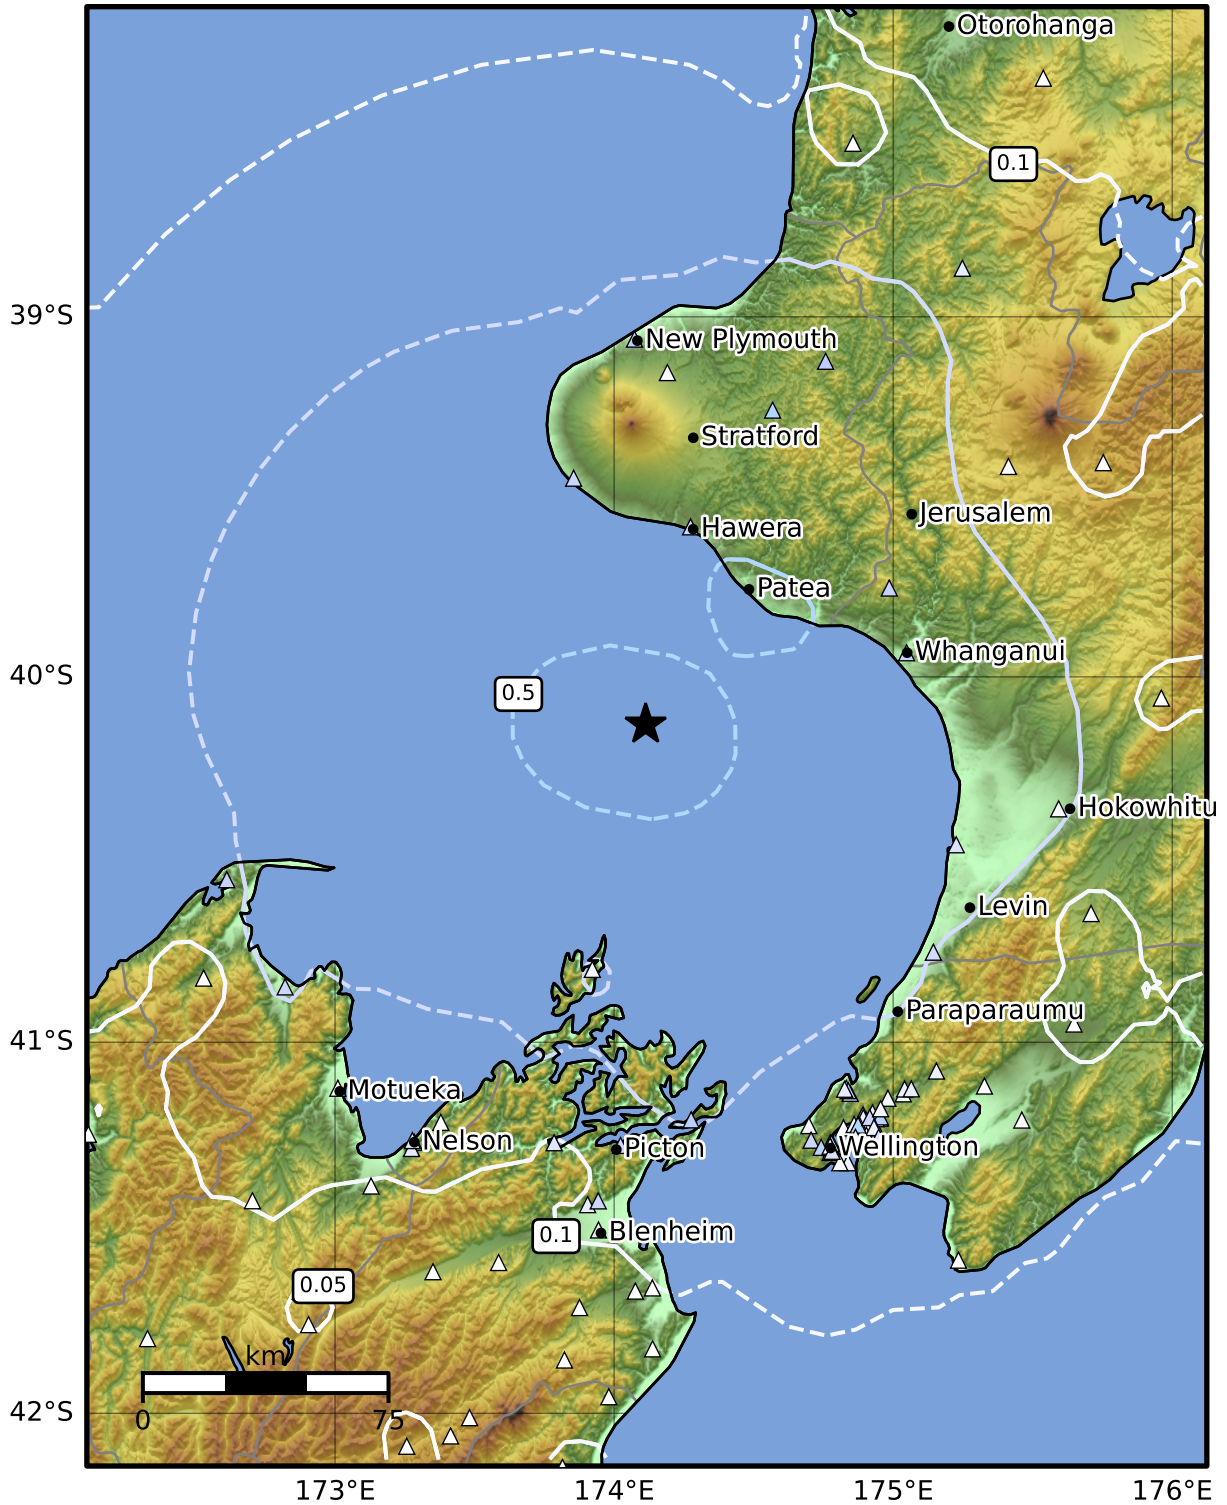 Otorohanga
0.1
39°S
New Plymouth
Stratford
Jerusalem
Hawera
Patea
Whanganui
40°S
0.5
Hokowhitu
Levin
Paraparaumu
41°S
Motueka
Nelson
Picton
Wellington
Blenheim
0.1
0.05
km
0
75
42°S
173°E
174°E
175°E
176°E